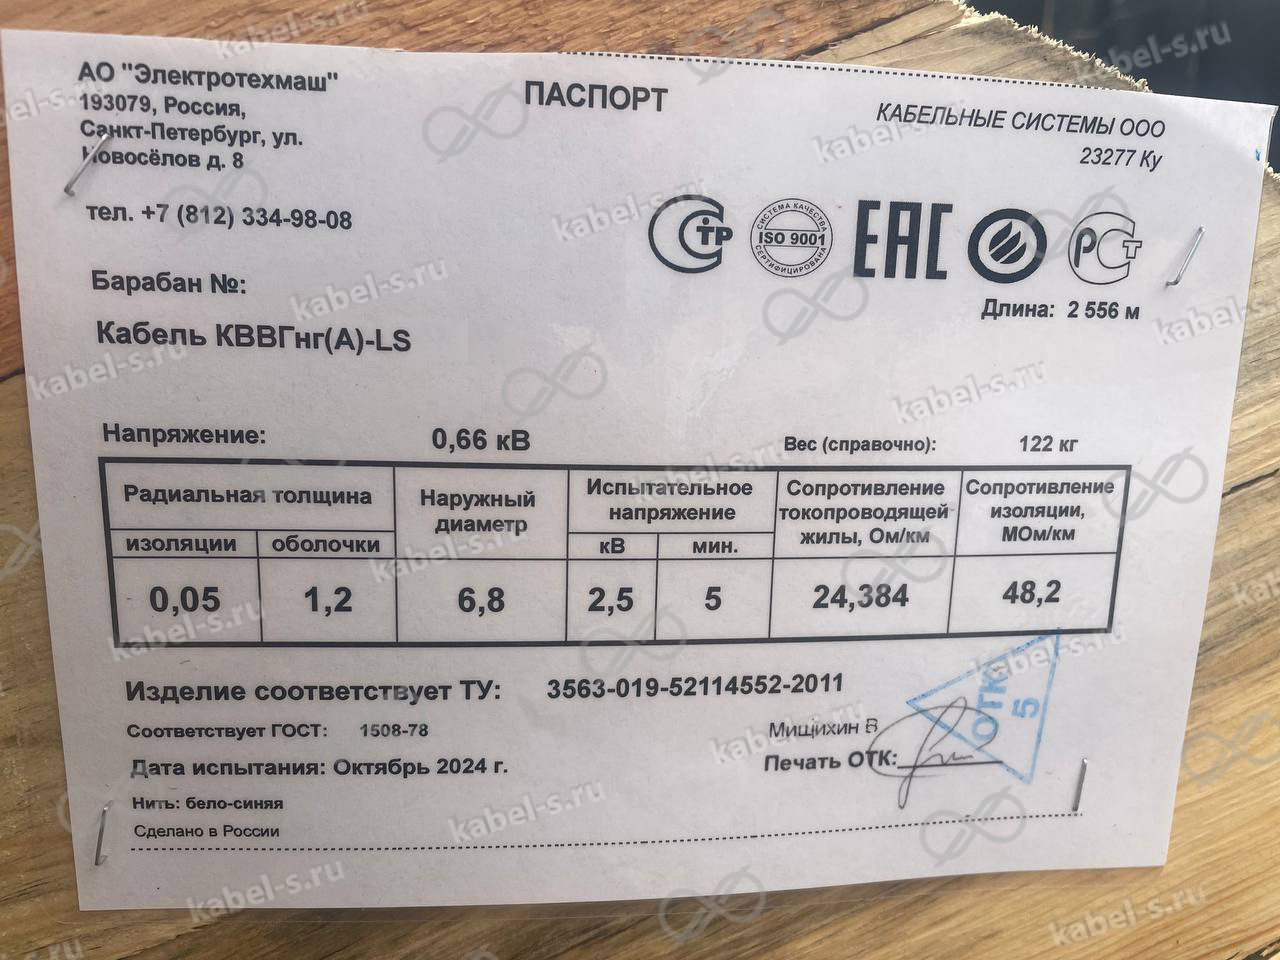 АО "Электротехмаш"
193079, Россия,
Санкт-Петербург, ул.
Новосёлов д. 8
тел. +7 (812) 334-98-08
ПАСПОРТ
КАБЕЛЬНЫЕ СИСТЕМЫ ООО
23277 Ку
СТР
СИСТЕМА КАЧЕСТВА
ISO 9001
СЕРТИФИЦИРОВАНА
ЕАС
РСТ
Барабан №:
Длина: 2 556 м
Кабель КВВГнг(А)-LS
Напряжение: 0,66 кВ
Вес (справочно): 122 кг
Радиальная толщина
изоляции оболочки
Наружный
диаметр
Испытательное
напряжение
кВ мин.
Сопротивление
токопроводящей
жилы, Ом/км
Сопротивление
изоляции,
МОм/км
0,05 1,2 6,8 2,5 5 24,384 48,2
Изделие соответствует ТУ: 3563-019-52114552-2011
Соответствует ГОСТ: 1508-78
Дата испытания: Октябрь 2024 г.
Нить: бело-синяя
Сделано в России
Мищихин В
Печать ОТК:
ОТК
5
kabel-s.ru